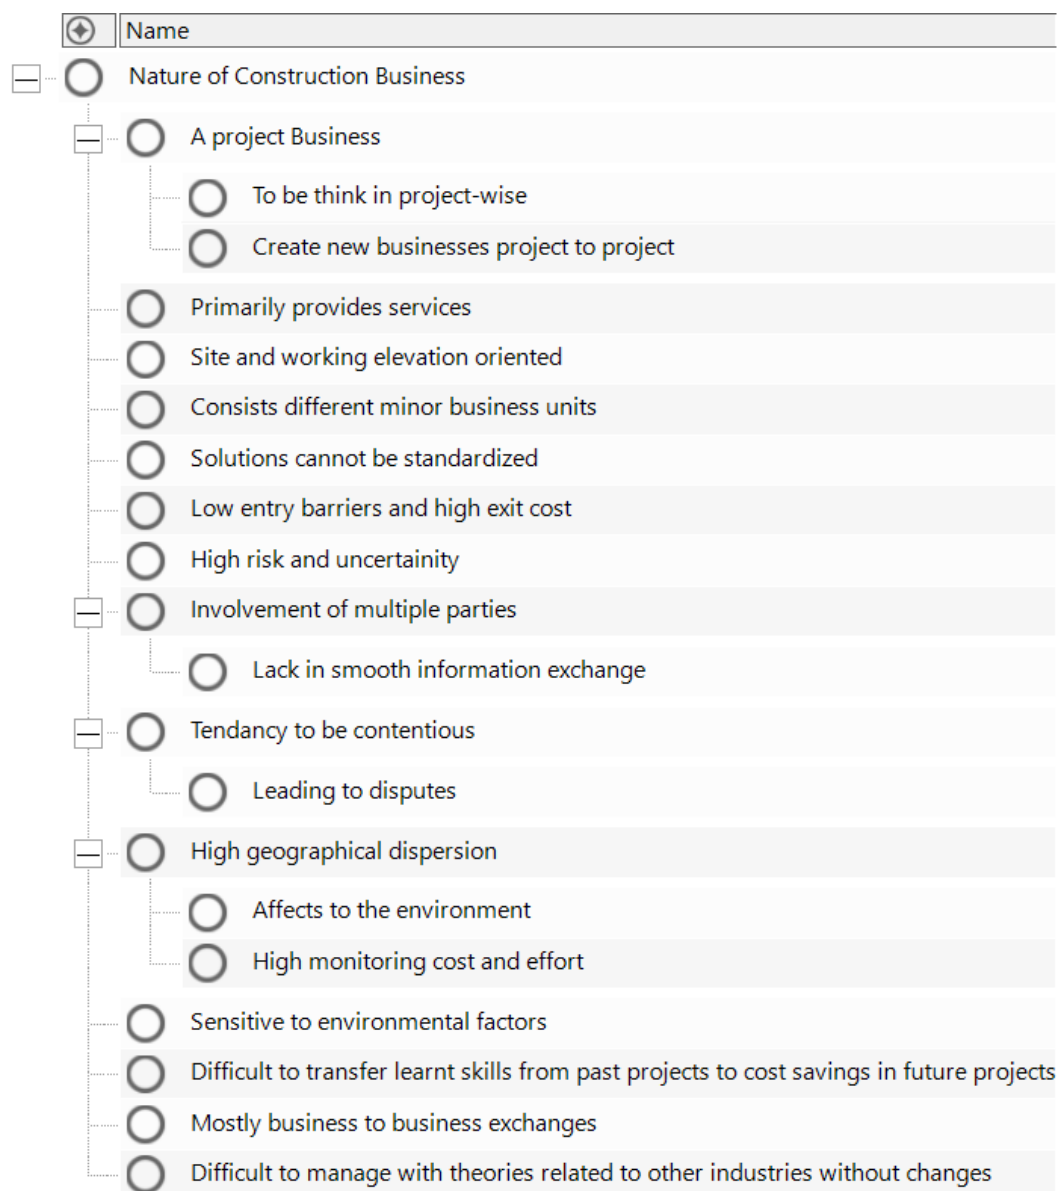 Name
Nature of Construction Business
A project Business
To be think in project-wise
Create new businesses project to project
Primarily provides services
Site and working elevation oriented
Consists different minor business units
Solutions cannot be standardized
Low entry barriers and high exit cost
High risk and uncertainity
Involvement of multiple parties
Lack in smooth information exchange
Tendancy to be contentious
Leading to disputes
High geographical dispersion
Affects to the environment
High monitoring cost and effort
Sensitive to environmental factors
Difficult to transfer learnt skills from past projects to cost savings in future projects
Mostly business to business exchanges
Difficult to manage with theories related to other industries without changes